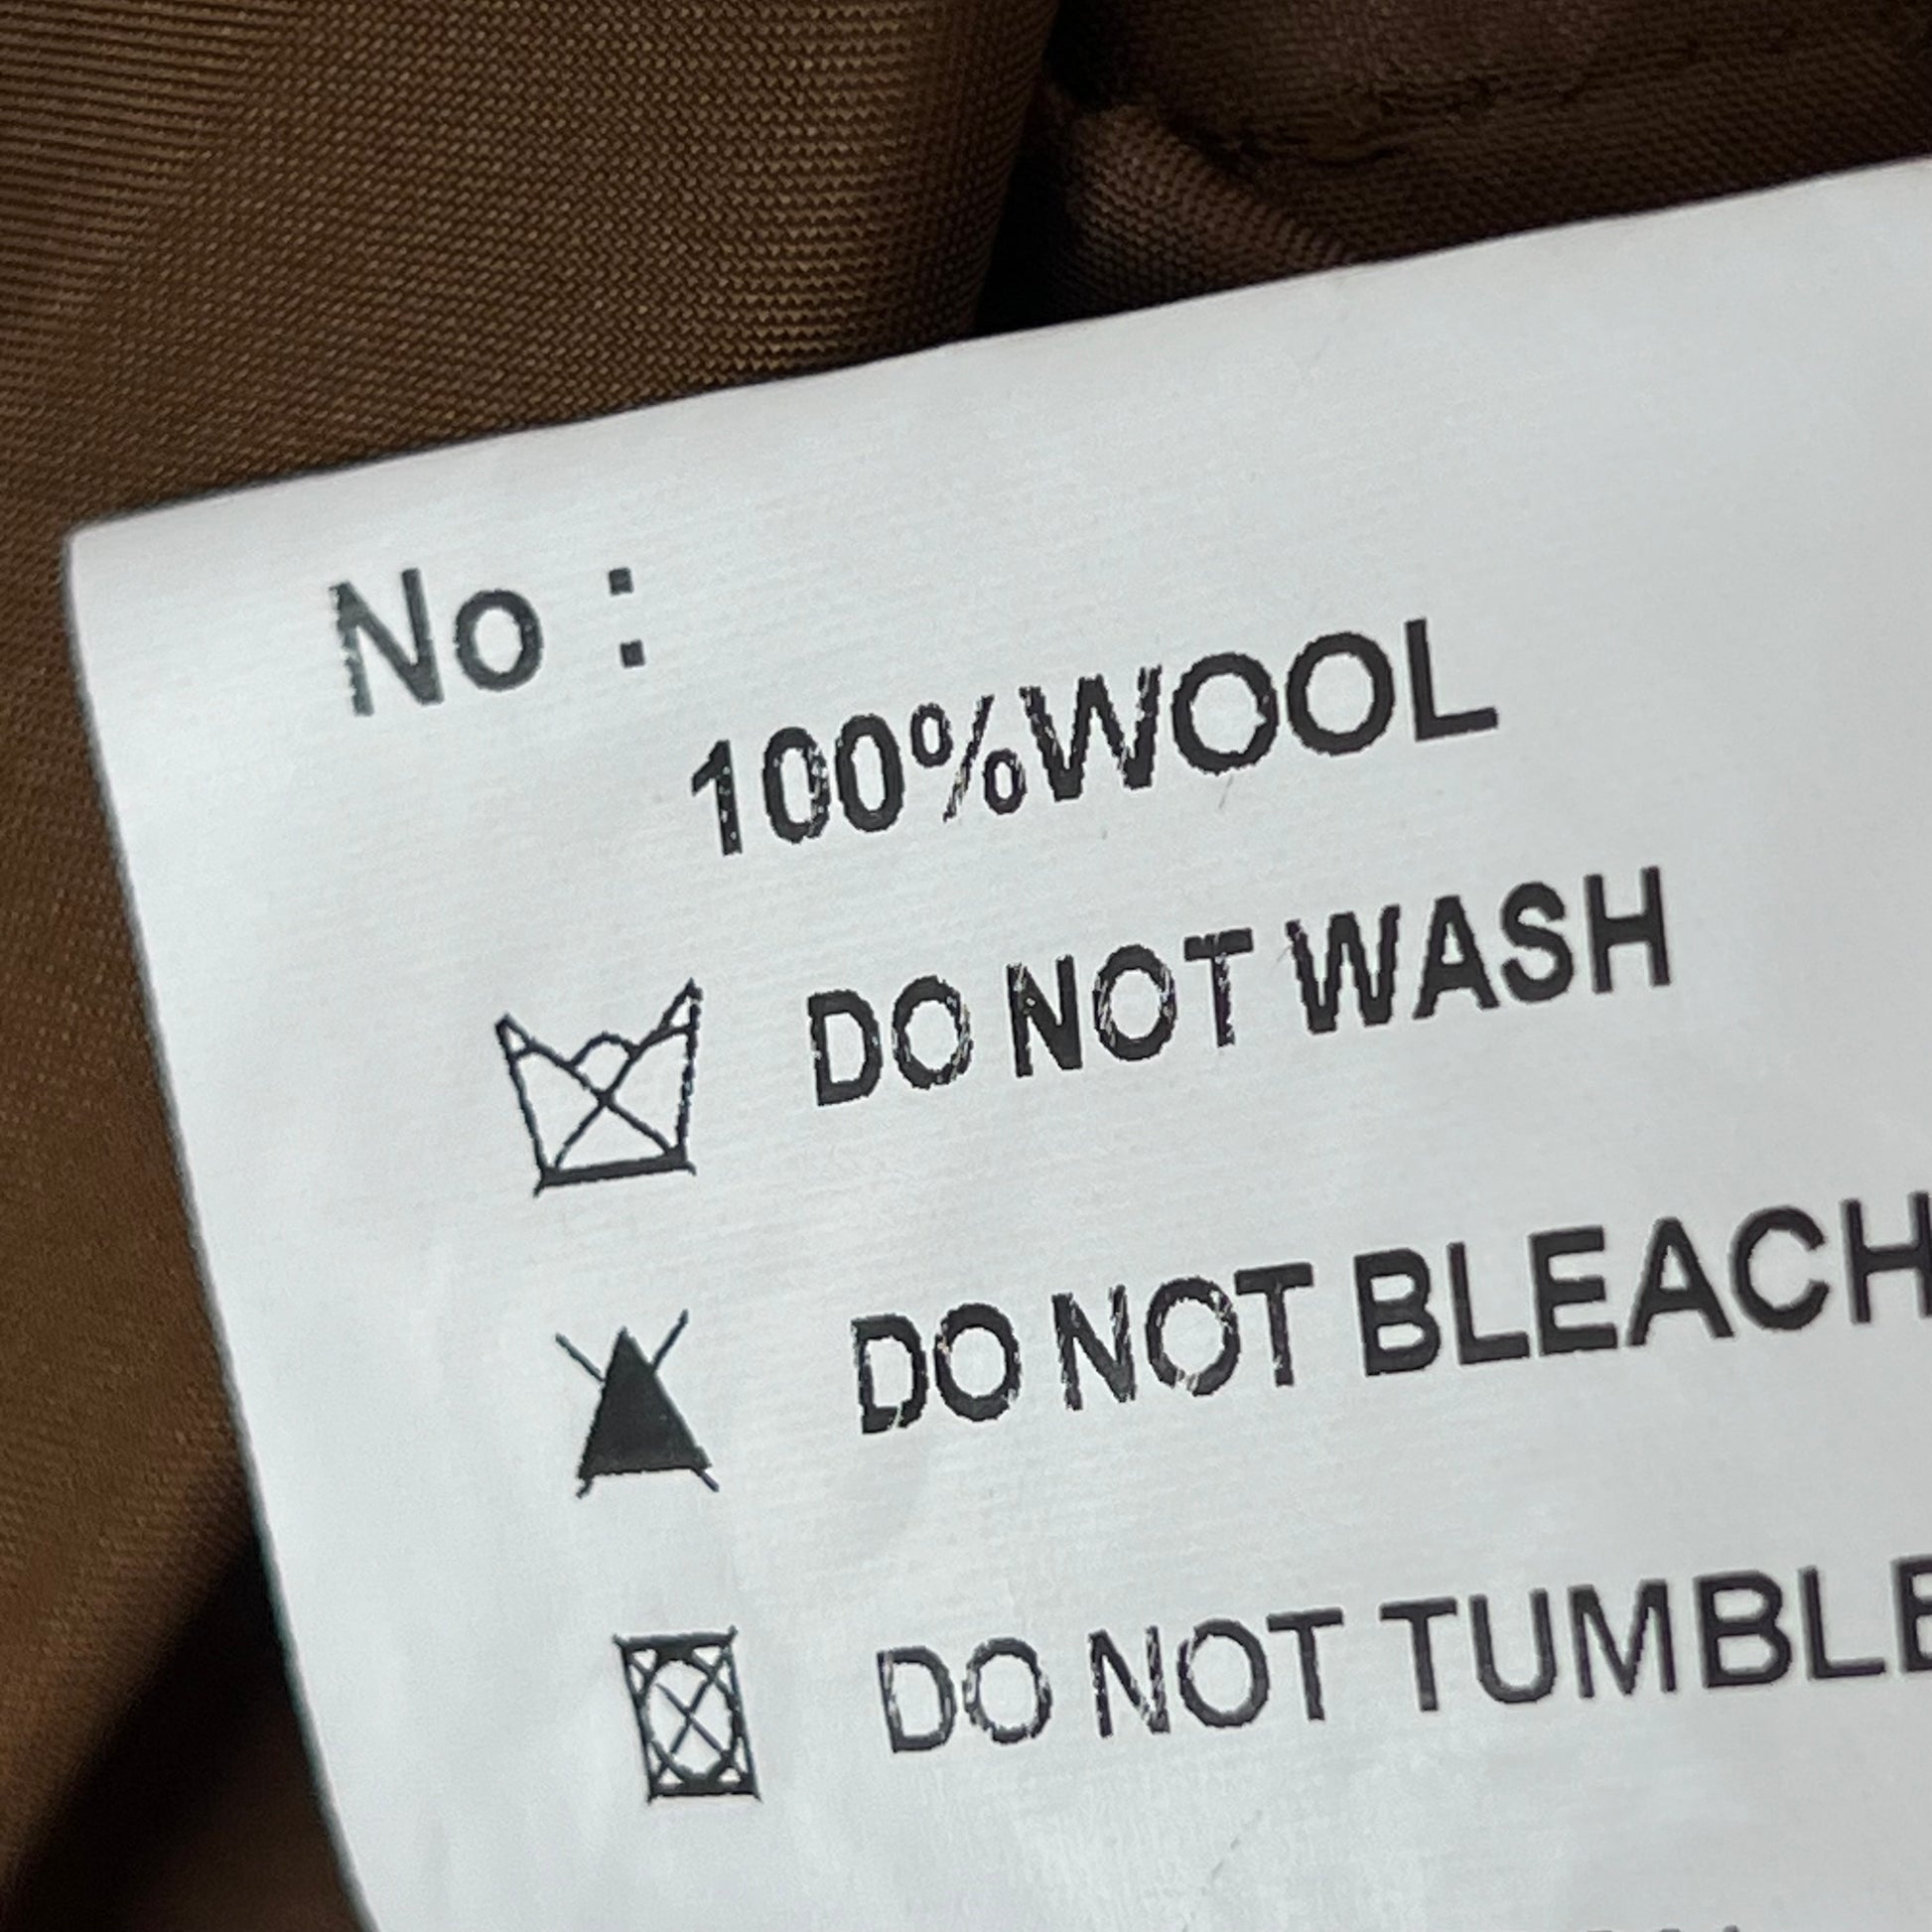 No :
100%WOOL
DO NOT WASH
DO NOT BLEACH
DO NOT TUMBLE